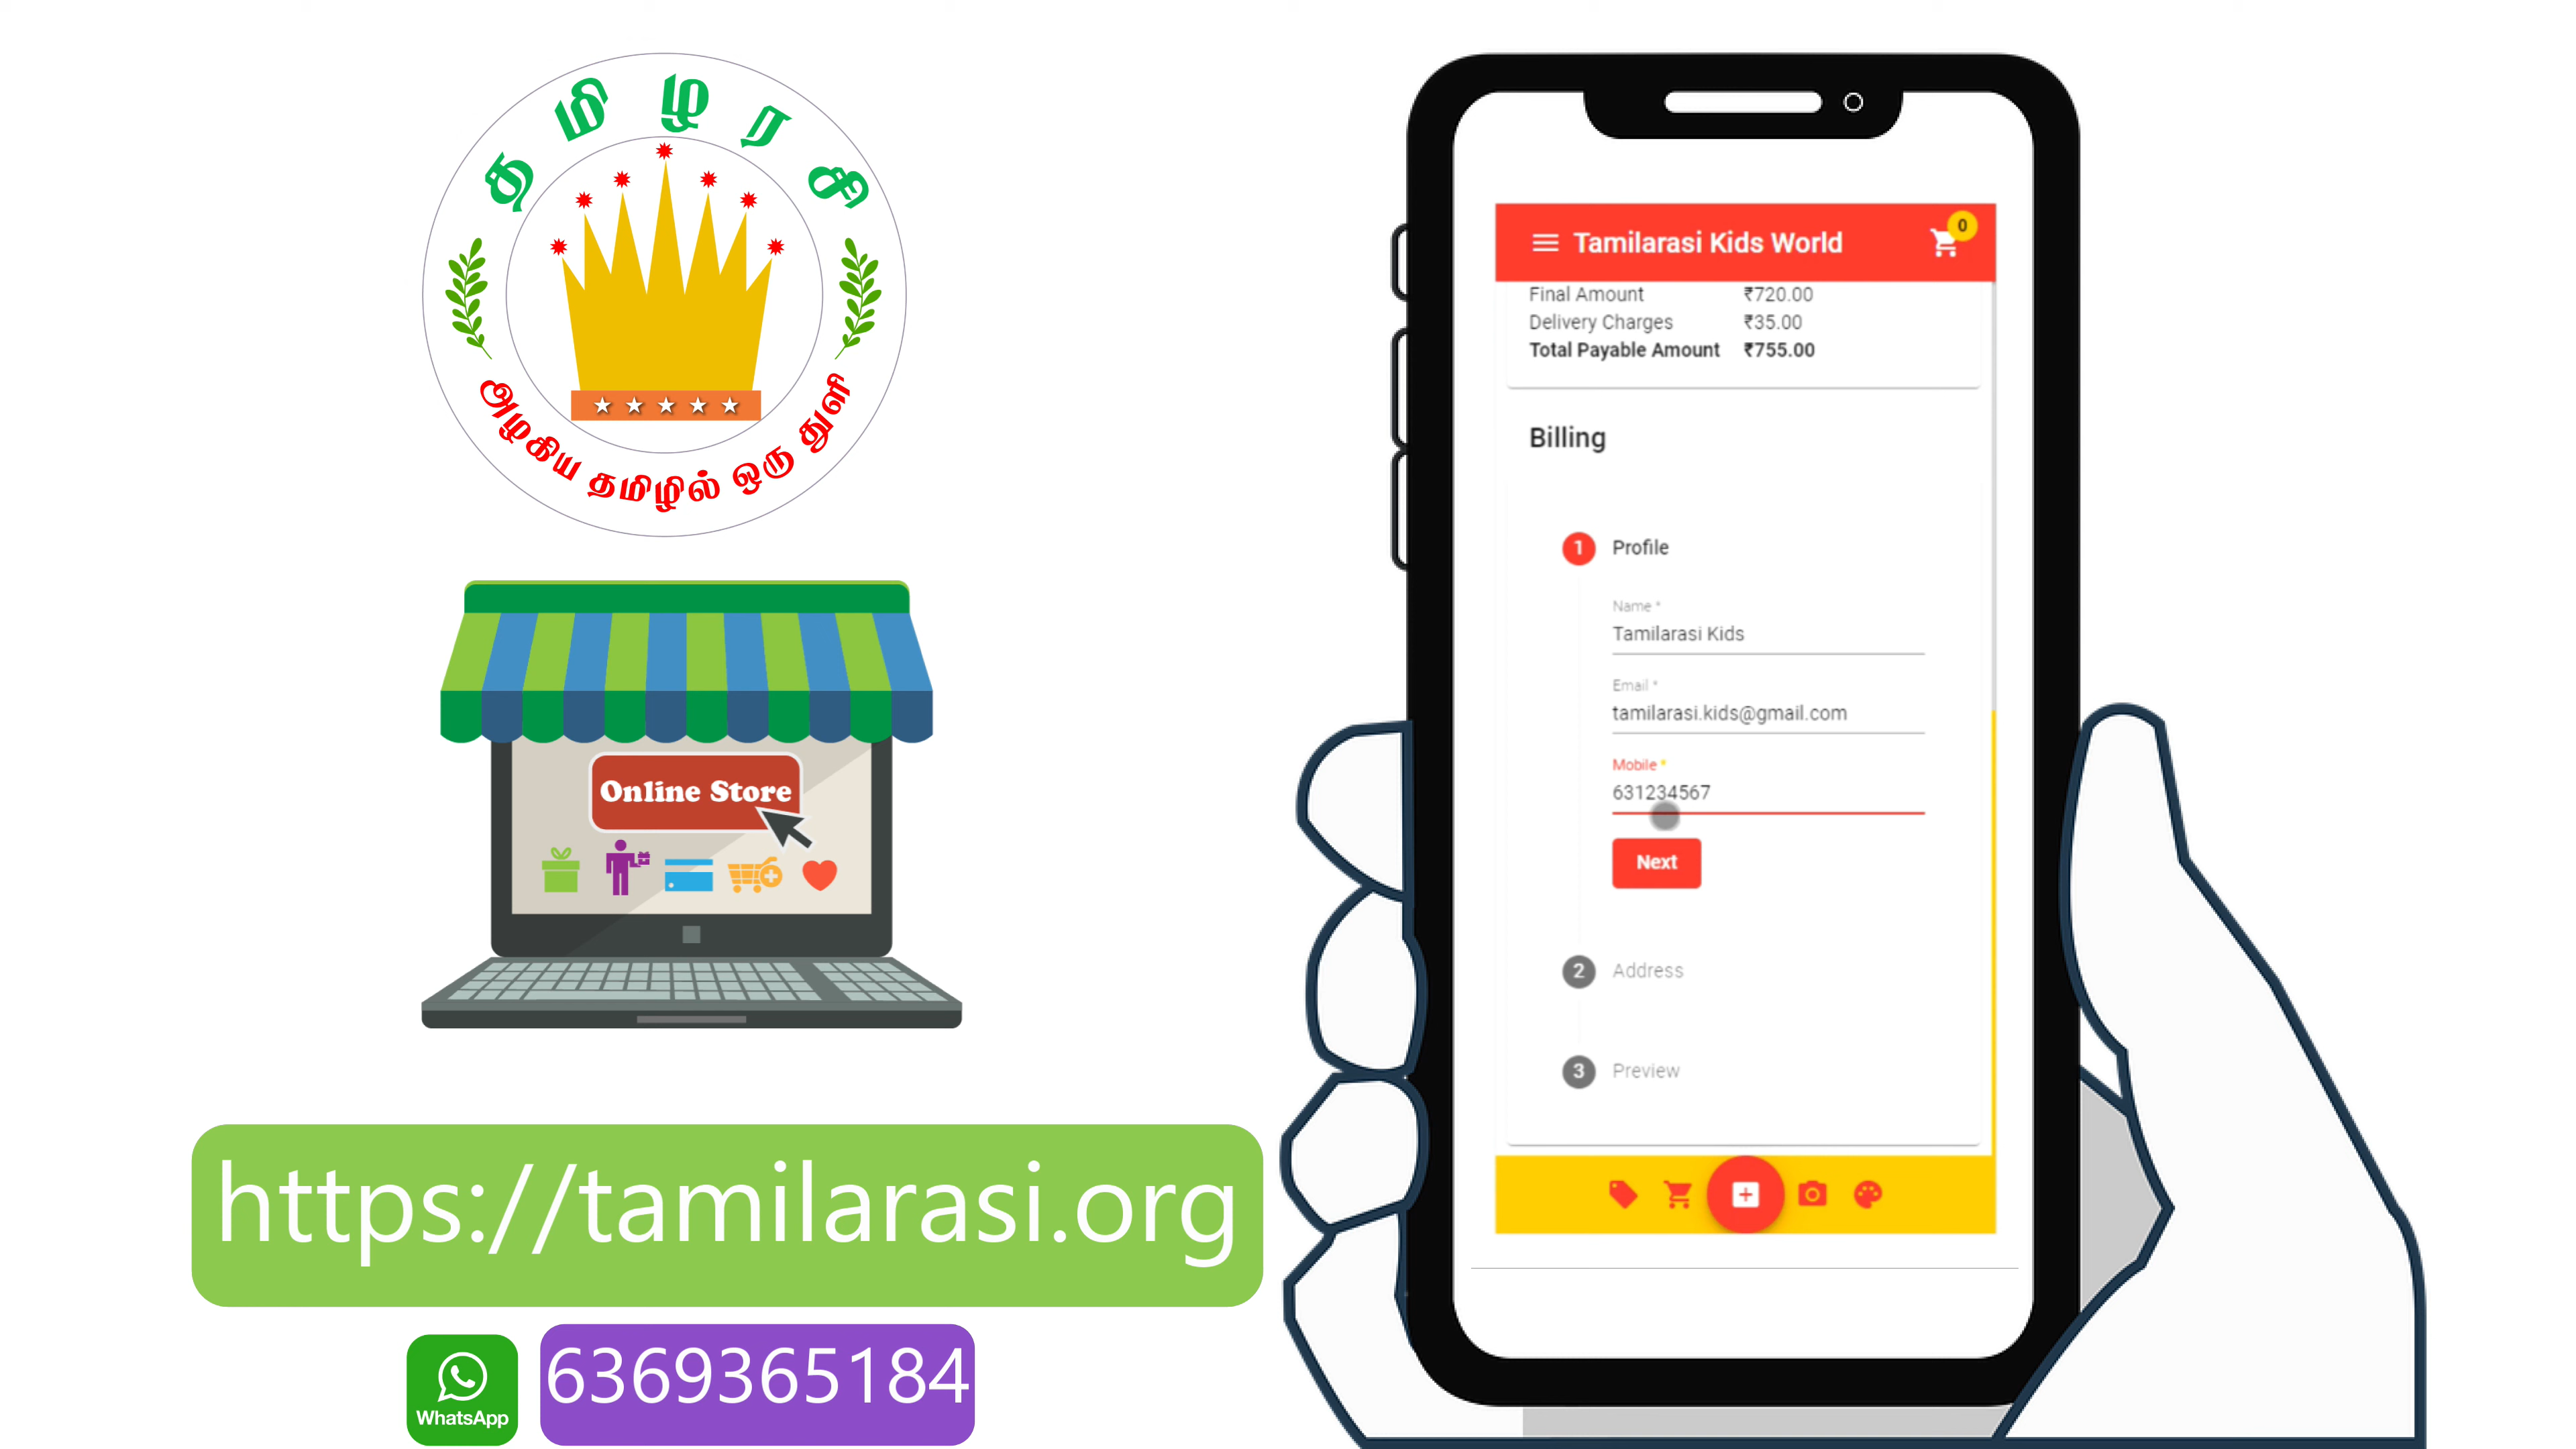 தமிழரசி
அழகிய தமிழில் ஒரு துளி
Online Store
https://tamilarasi.org
WhatsApp
6369365184
Tamilarasi Kids World
0
Final Amount ₹720.00
Delivery Charges ₹35.00
Total Payable Amount ₹755.00
Billing
1 Profile
Name *
Tamilarasi Kids
Email *
tamilarasi.kids@gmail.com
Mobile *
631234567
Next
2 Address
3 Preview